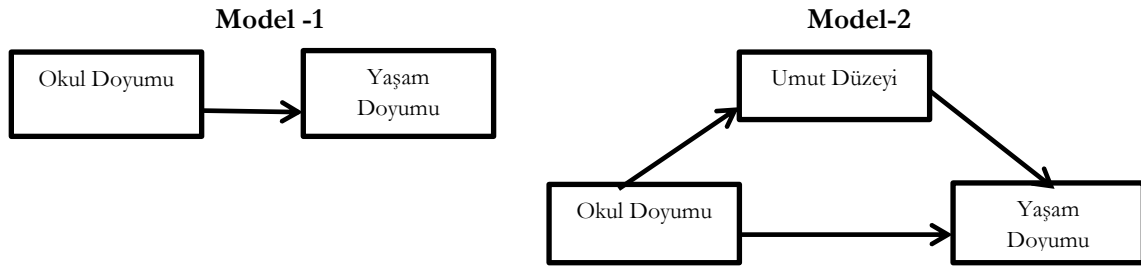 Model -1
Okul Doyumu
Yaşam
Doyumu
Model-2
Umut Düzeyi
Okul Doyumu
Yaşam
Doyumu